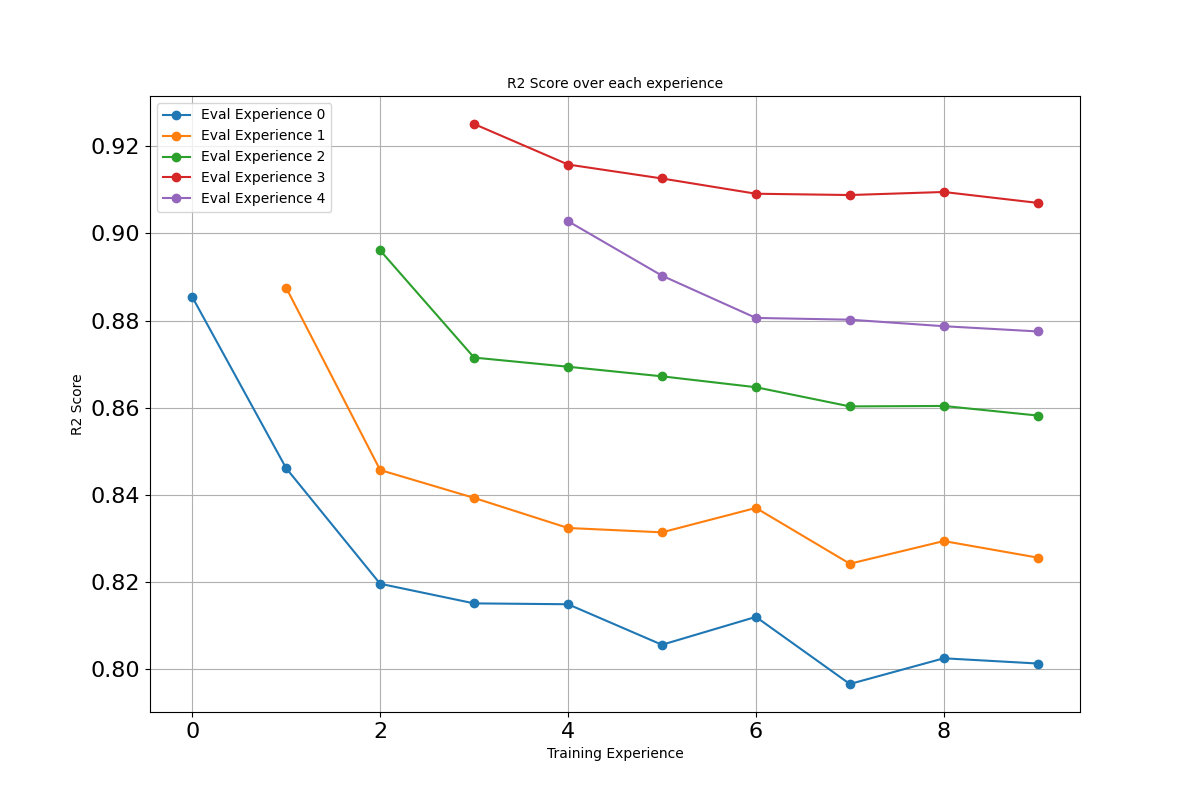 R2 Score over each experience
Eval Experience 0
Eval Experience 1
Eval Experience 2
Eval Experience 3
Eval Experience 4
0.92
0.90
0.88
0.86
0.84
0.82
0.80
R2 Score
0 2 4 6 8
Training Experience